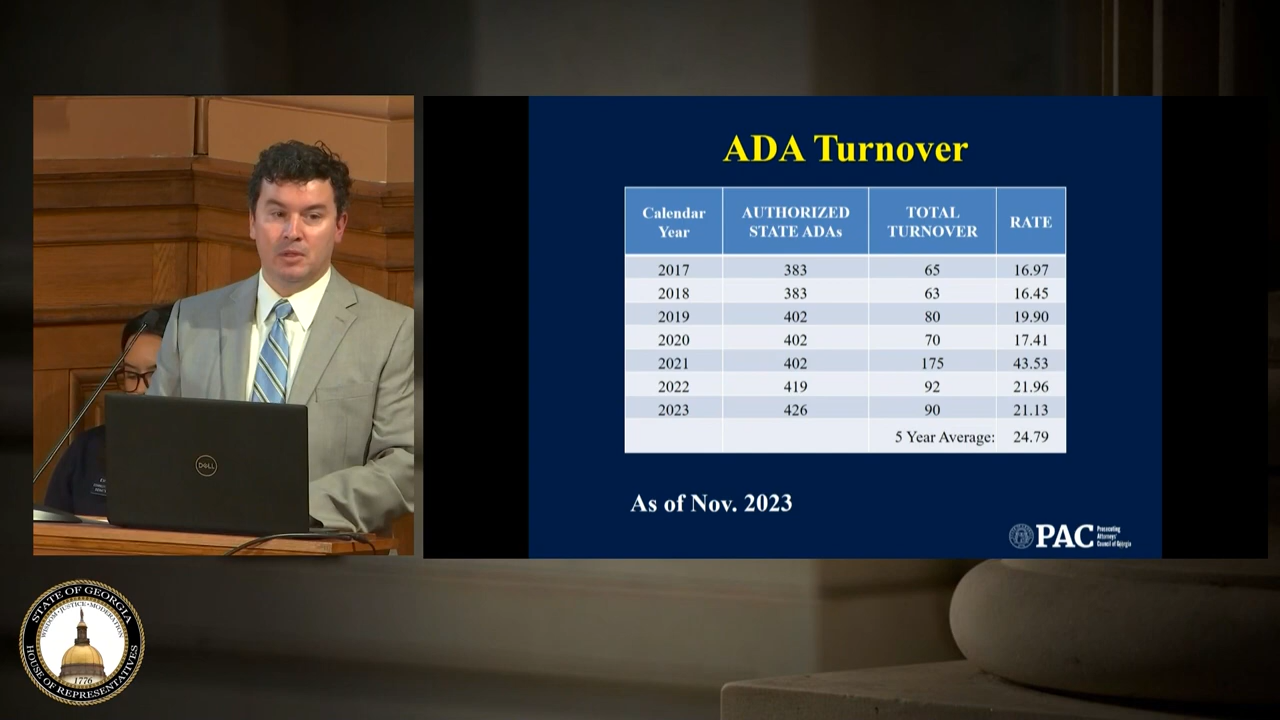 ADA Turnover
Calendar Year AUTHORIZED STATE ADAs TOTAL TURNOVER RATE
2017 383 65 16.97
2018 383 63 16.45
2019 402 80 19.90
2020 402 70 17.41
2021 402 175 43.53
2022 419 92 21.96
2023 426 90 21.13
5 Year Average: 24.79
As of Nov. 2023
PAC Prosecuting
Attorneys'
Council of Georgia
DELL
STATE OF GEORGIA
WISDOM JUSTICE MODERATION
1776
HOUSE OF REPRESENTATIVES